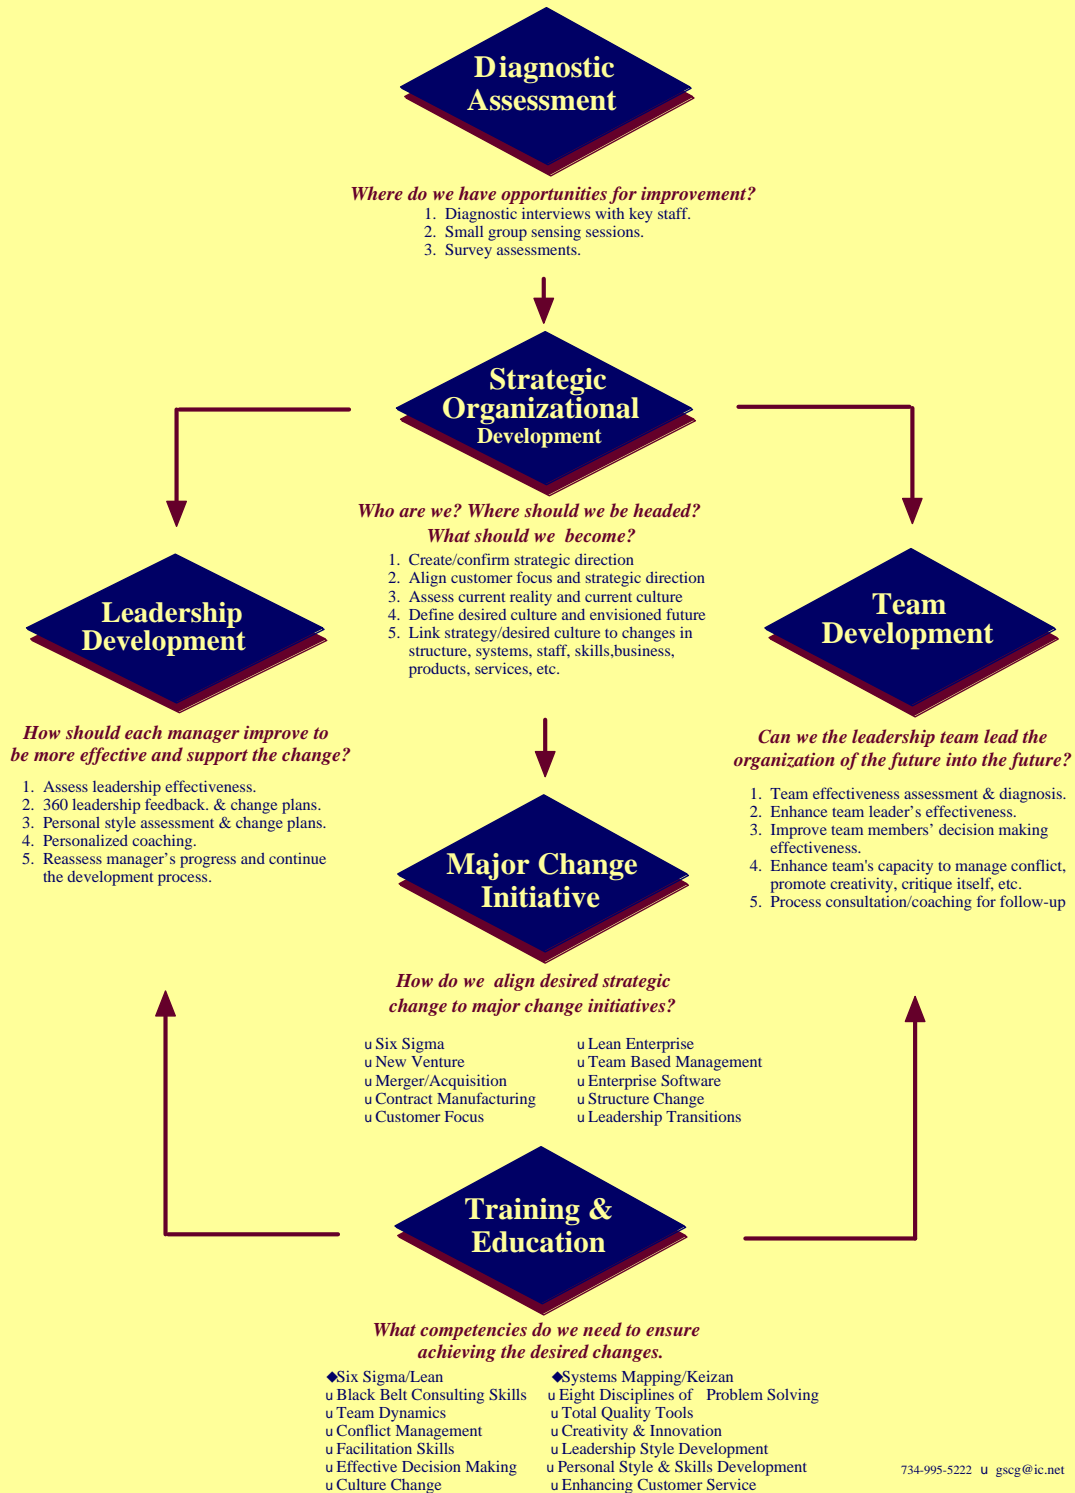 Diagnostic
Assessment
Where do we have opportunities for improvement?
1. Diagnostic interviews with key staff.
2. Small group sensing sessions.
3. Survey assessments.
Strategic
Organizational
Development
Who are we? Where should we be headed?
What should we become?
1. Create/confirm strategic direction
2. Align customer focus and strategic direction
3. Assess current reality and current culture
4. Define desired culture and envisioned future
5. Link strategy/desired culture to changes in
structure, systems, staff, skills,business,
products, services, etc.
Leadership
Development
How should each manager improve to
be more effective and support the change?
1. Assess leadership effectiveness.
2. 360 leadership feedback. & change plans.
3. Personal style assessment & change plans.
4. Personalized coaching.
5. Reassess manager's progress and continue
the development process.
Team
Development
Can we the leadership team lead the
organization of the future into the future?
1. Team effectiveness assessment & diagnosis.
2. Enhance team leader's effectiveness.
3. Improve team members' decision making
effectiveness.
4. Enhance team's capacity to manage conflict,
promote creativity, critique itself, etc.
5. Process consultation/coaching for follow-up
Major Change
Initiative
How do we align desired strategic
change to major change initiatives?
u Six Sigma
u New Venture
u Merger/Acquisition
u Contract Manufacturing
u Customer Focus
u Lean Enterprise
u Team Based Management
u Enterprise Software
u Structure Change
u Leadership Transitions
Training &
Education
What competencies do we need to ensure
achieving the desired changes.
◆Six Sigma/Lean
u Black Belt Consulting Skills
u Team Dynamics
u Conflict Management
u Facilitation Skills
u Effective Decision Making
u Culture Change
◆Systems Mapping/Keizan
u Eight Disciplines of Problem Solving
u Total Quality Tools
u Creativity & Innovation
u Leadership Style Development
u Personal Style & Skills Development
u Enhancing Customer Service
734-995-5222 u gscg@ic.net